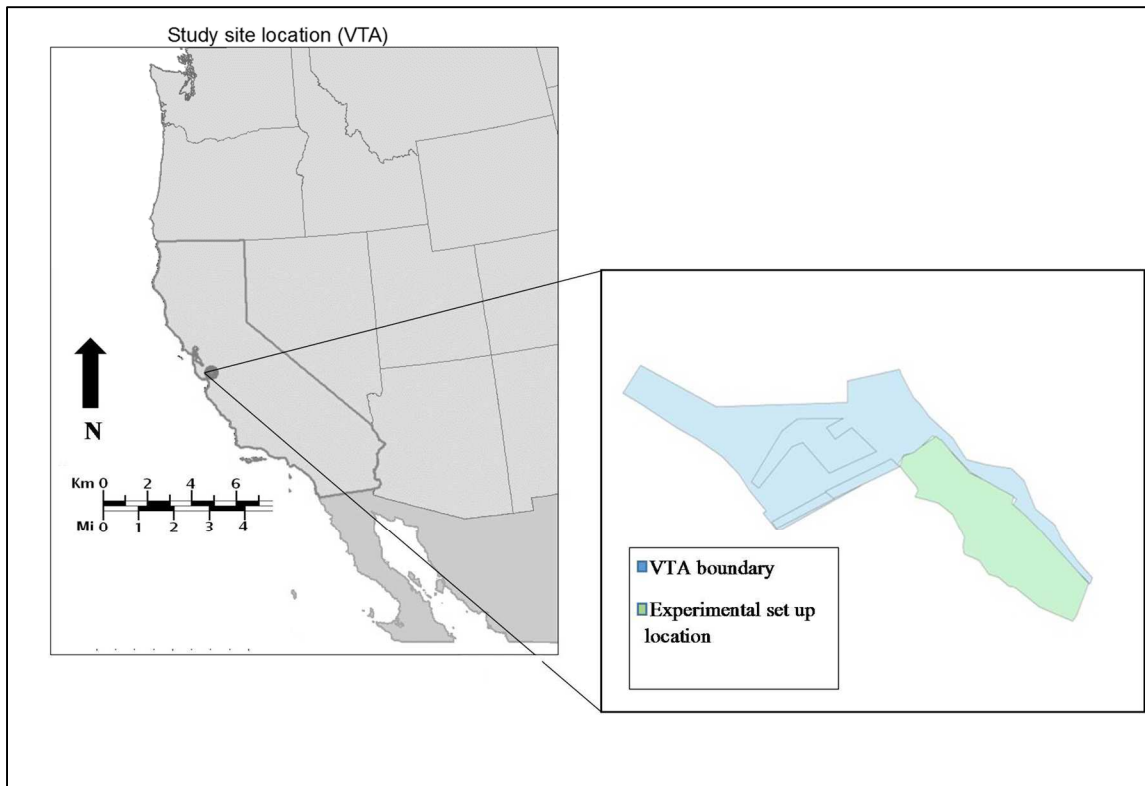 Study site location (VTA)
N
Km 0 2 4 6
Mi 0 1 2 3 4
VTA boundary
Experimental set up
location